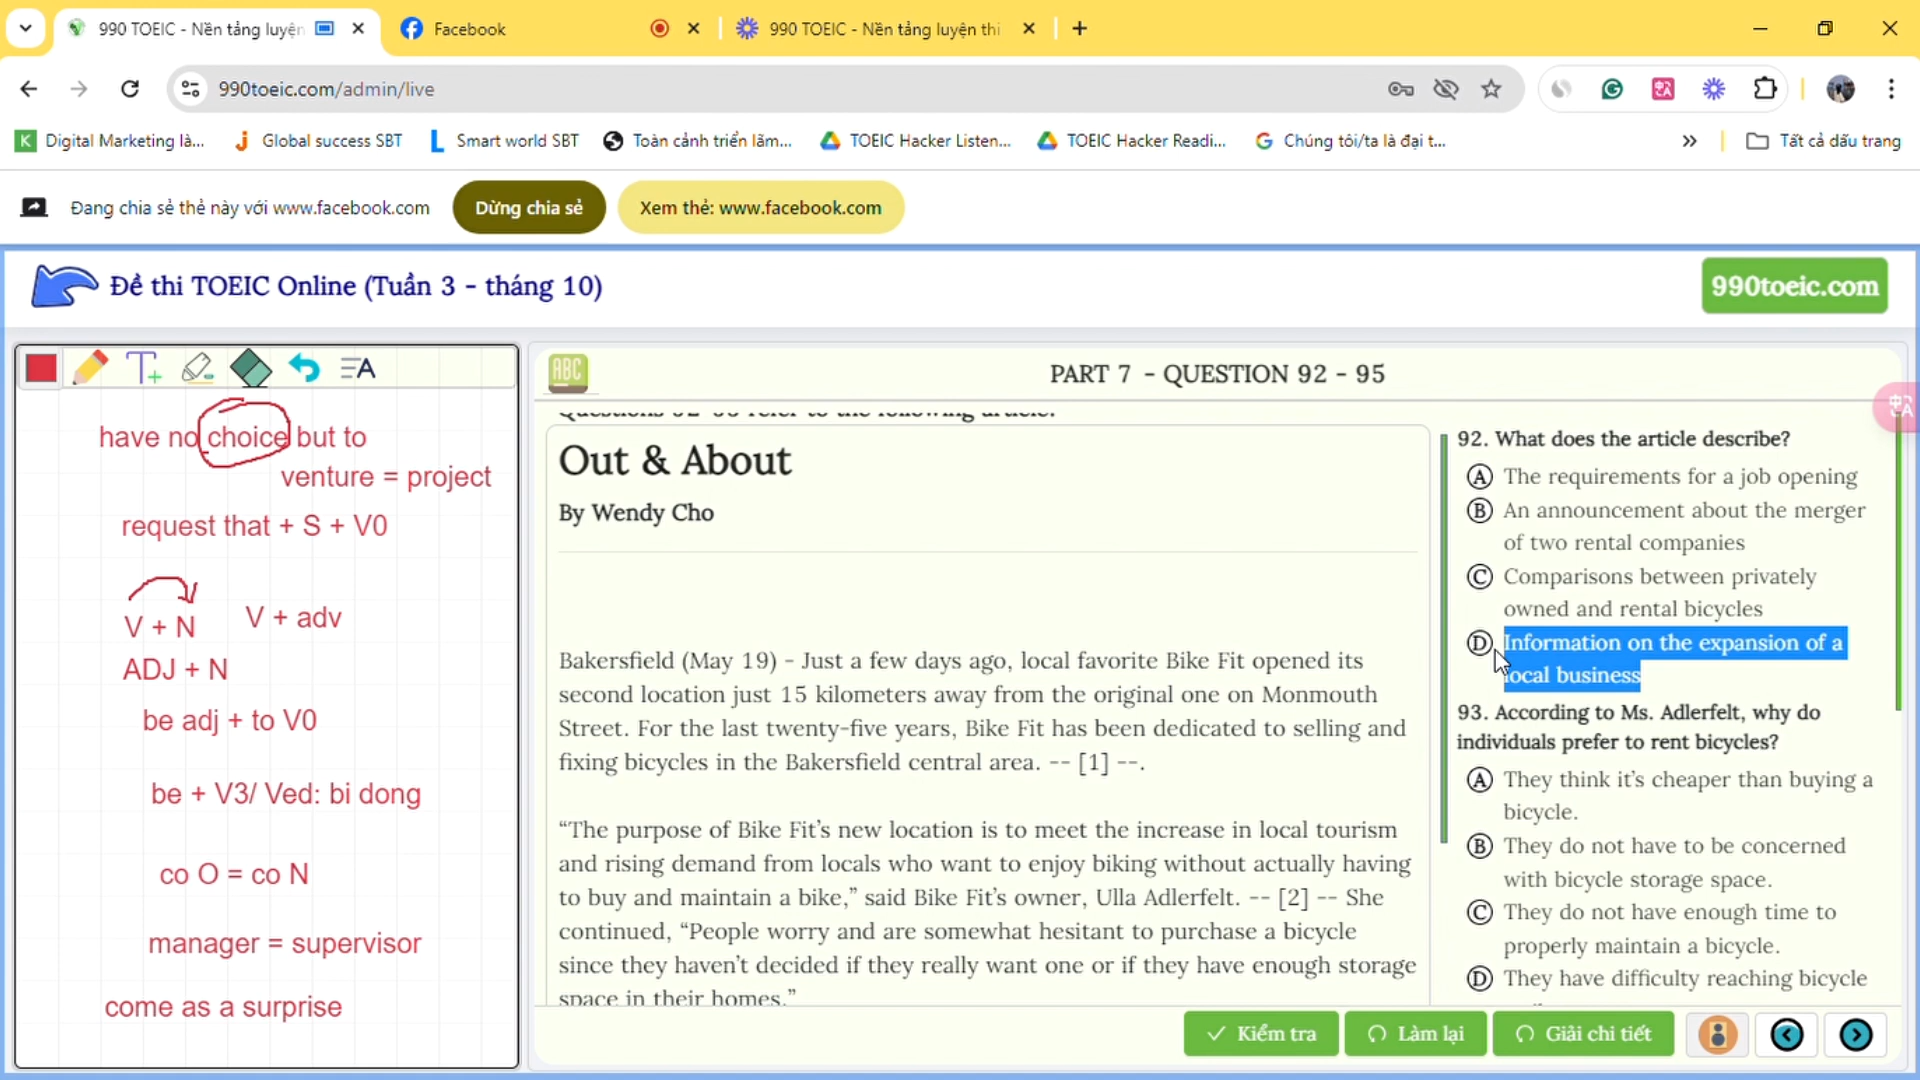 990 TOEIC - Nền tảng luyện
Facebook
990 TOEIC - Nền tảng luyện thi
990toeic.com/admin/live
Digital Marketing là...
Global success SBT
Smart world SBT
Toàn cảnh triển lãm...
TOEIC Hacker Listen...
TOEIC Hacker Readi...
Chúng tôi/ta là đại t...
Tất cả dấu trang
Đang chia sẻ thẻ này với www.facebook.com
Dừng chia sẻ
Xem thẻ: www.facebook.com
Đề thi TOEIC Online (Tuần 3 - tháng 10)
990toeic.com
have no choice but to
venture = project
request that + S + V0
V + N
V + adv
ADJ + N
be adj + to V0
be + V3/ Ved: bi dong
co O = co N
manager = supervisor
come as a surprise
ABC
PART 7 - QUESTION 92 - 95
Out & About
By Wendy Cho
Bakersfield (May 19) - Just a few days ago, local favorite Bike Fit opened its
second location just 15 kilometers away from the original one on Monmouth
Street. For the last twenty-five years, Bike Fit has been dedicated to selling and
fixing bicycles in the Bakersfield central area. -- [1] --.
“The purpose of Bike Fit’s new location is to meet the increase in local tourism
and rising demand from locals who want to enjoy biking without actually having
to buy and maintain a bike,” said Bike Fit’s owner, Ulla Adlerfelt. -- [2] -- She
continued, “People worry and are somewhat hesitant to purchase a bicycle
since they haven’t decided if they really want one or if they have enough storage
space in their homes.”
92. What does the article describe?
A The requirements for a job opening
B An announcement about the merger
of two rental companies
C Comparisons between privately
owned and rental bicycles
D Information on the expansion of a
local business
93. According to Ms. Adlerfelt, why do
individuals prefer to rent bicycles?
A They think it’s cheaper than buying a
bicycle.
B They do not have to be concerned
with bicycle storage space.
C They do not have enough time to
properly maintain a bicycle.
D They have difficulty reaching bicycle
Kiểm tra
Làm lại
Giải chi tiết